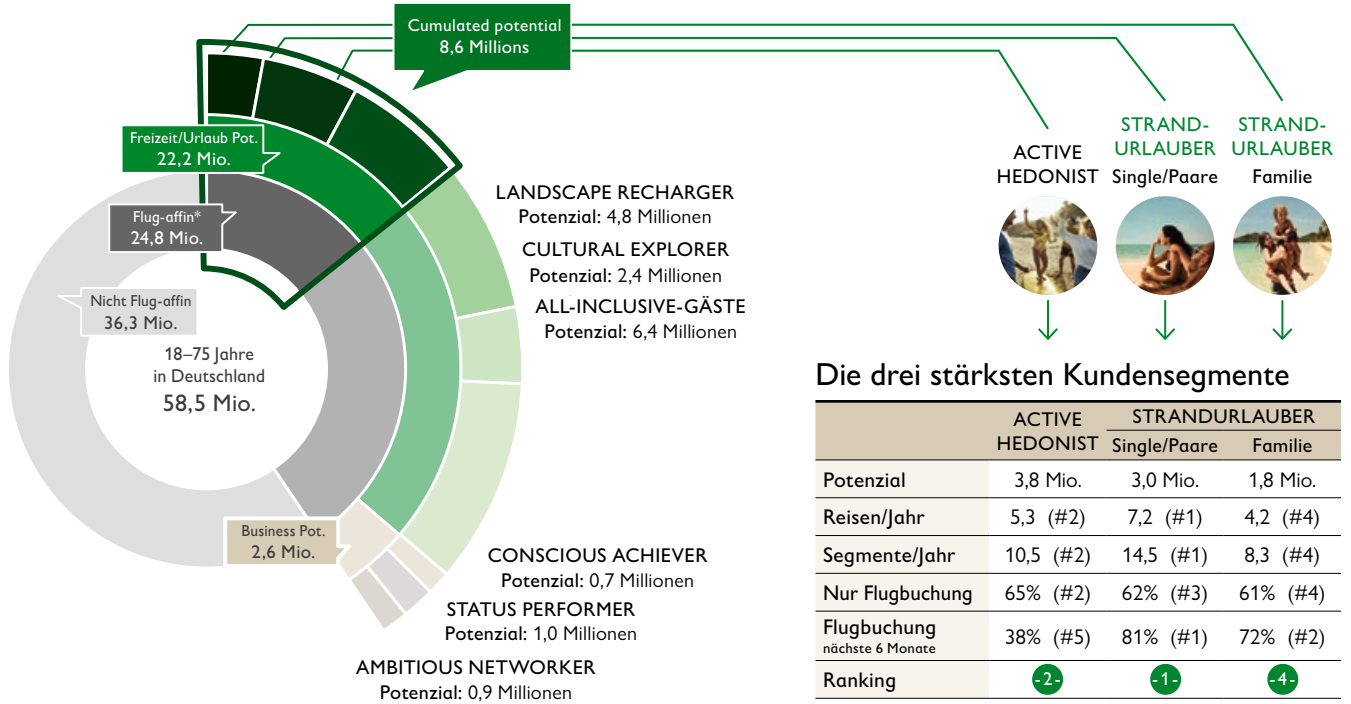 Cumulated potential
8,6 Millions
Freizeit/Urlaub Pot.
22,2 Mio.
Flug-affin*
24,8 Mio.
Nicht Flug-affin
36,3 Mio.
18–75 Jahre
in Deutschland
58,5 Mio.
Business Pot.
2,6 Mio.
LANDSCAPE RECHARGER
Potenzial: 4,8 Millionen
CULTURAL EXPLORER
Potenzial: 2,4 Millionen
ALL-INCLUSIVE-GÄSTE
Potenzial: 6,4 Millionen
CONSCIOUS ACHIEVER
Potenzial: 0,7 Millionen
STATUS PERFORMER
Potenzial: 1,0 Millionen
AMBITIOUS NETWORKER
Potenzial: 0,9 Millionen
ACTIVE
HEDONIST
STRAND-
URLAUBER
Single/Paare
STRAND-
URLAUBER
Familie
Die drei stärksten Kundensegmente
ACTIVE HEDONIST STRANDURLAUBER
Single/Paare Familie
Potenzial 3,8 Mio. 3,0 Mio. 1,8 Mio.
Reisen/Jahr 5,3 (#2) 7,2 (#1) 4,2 (#4)
Segmente/Jahr 10,5 (#2) 14,5 (#1) 8,3 (#4)
Nur Flugbuchung 65% (#2) 62% (#3) 61% (#4)
Flugbuchung
nächste 6 Monate 38% (#5) 81% (#1) 72% (#2)
Ranking -2- -1- -4-